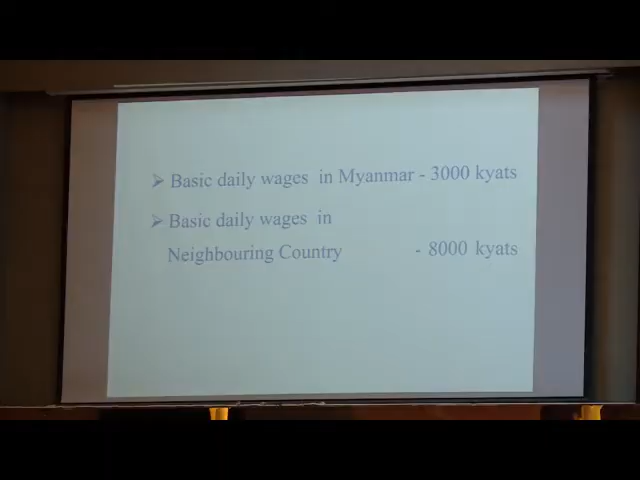 ➢ Basic daily wages in Myanmar - 3000 kyats
➢ Basic daily wages in
Neighbouring Country - 8000 kyats